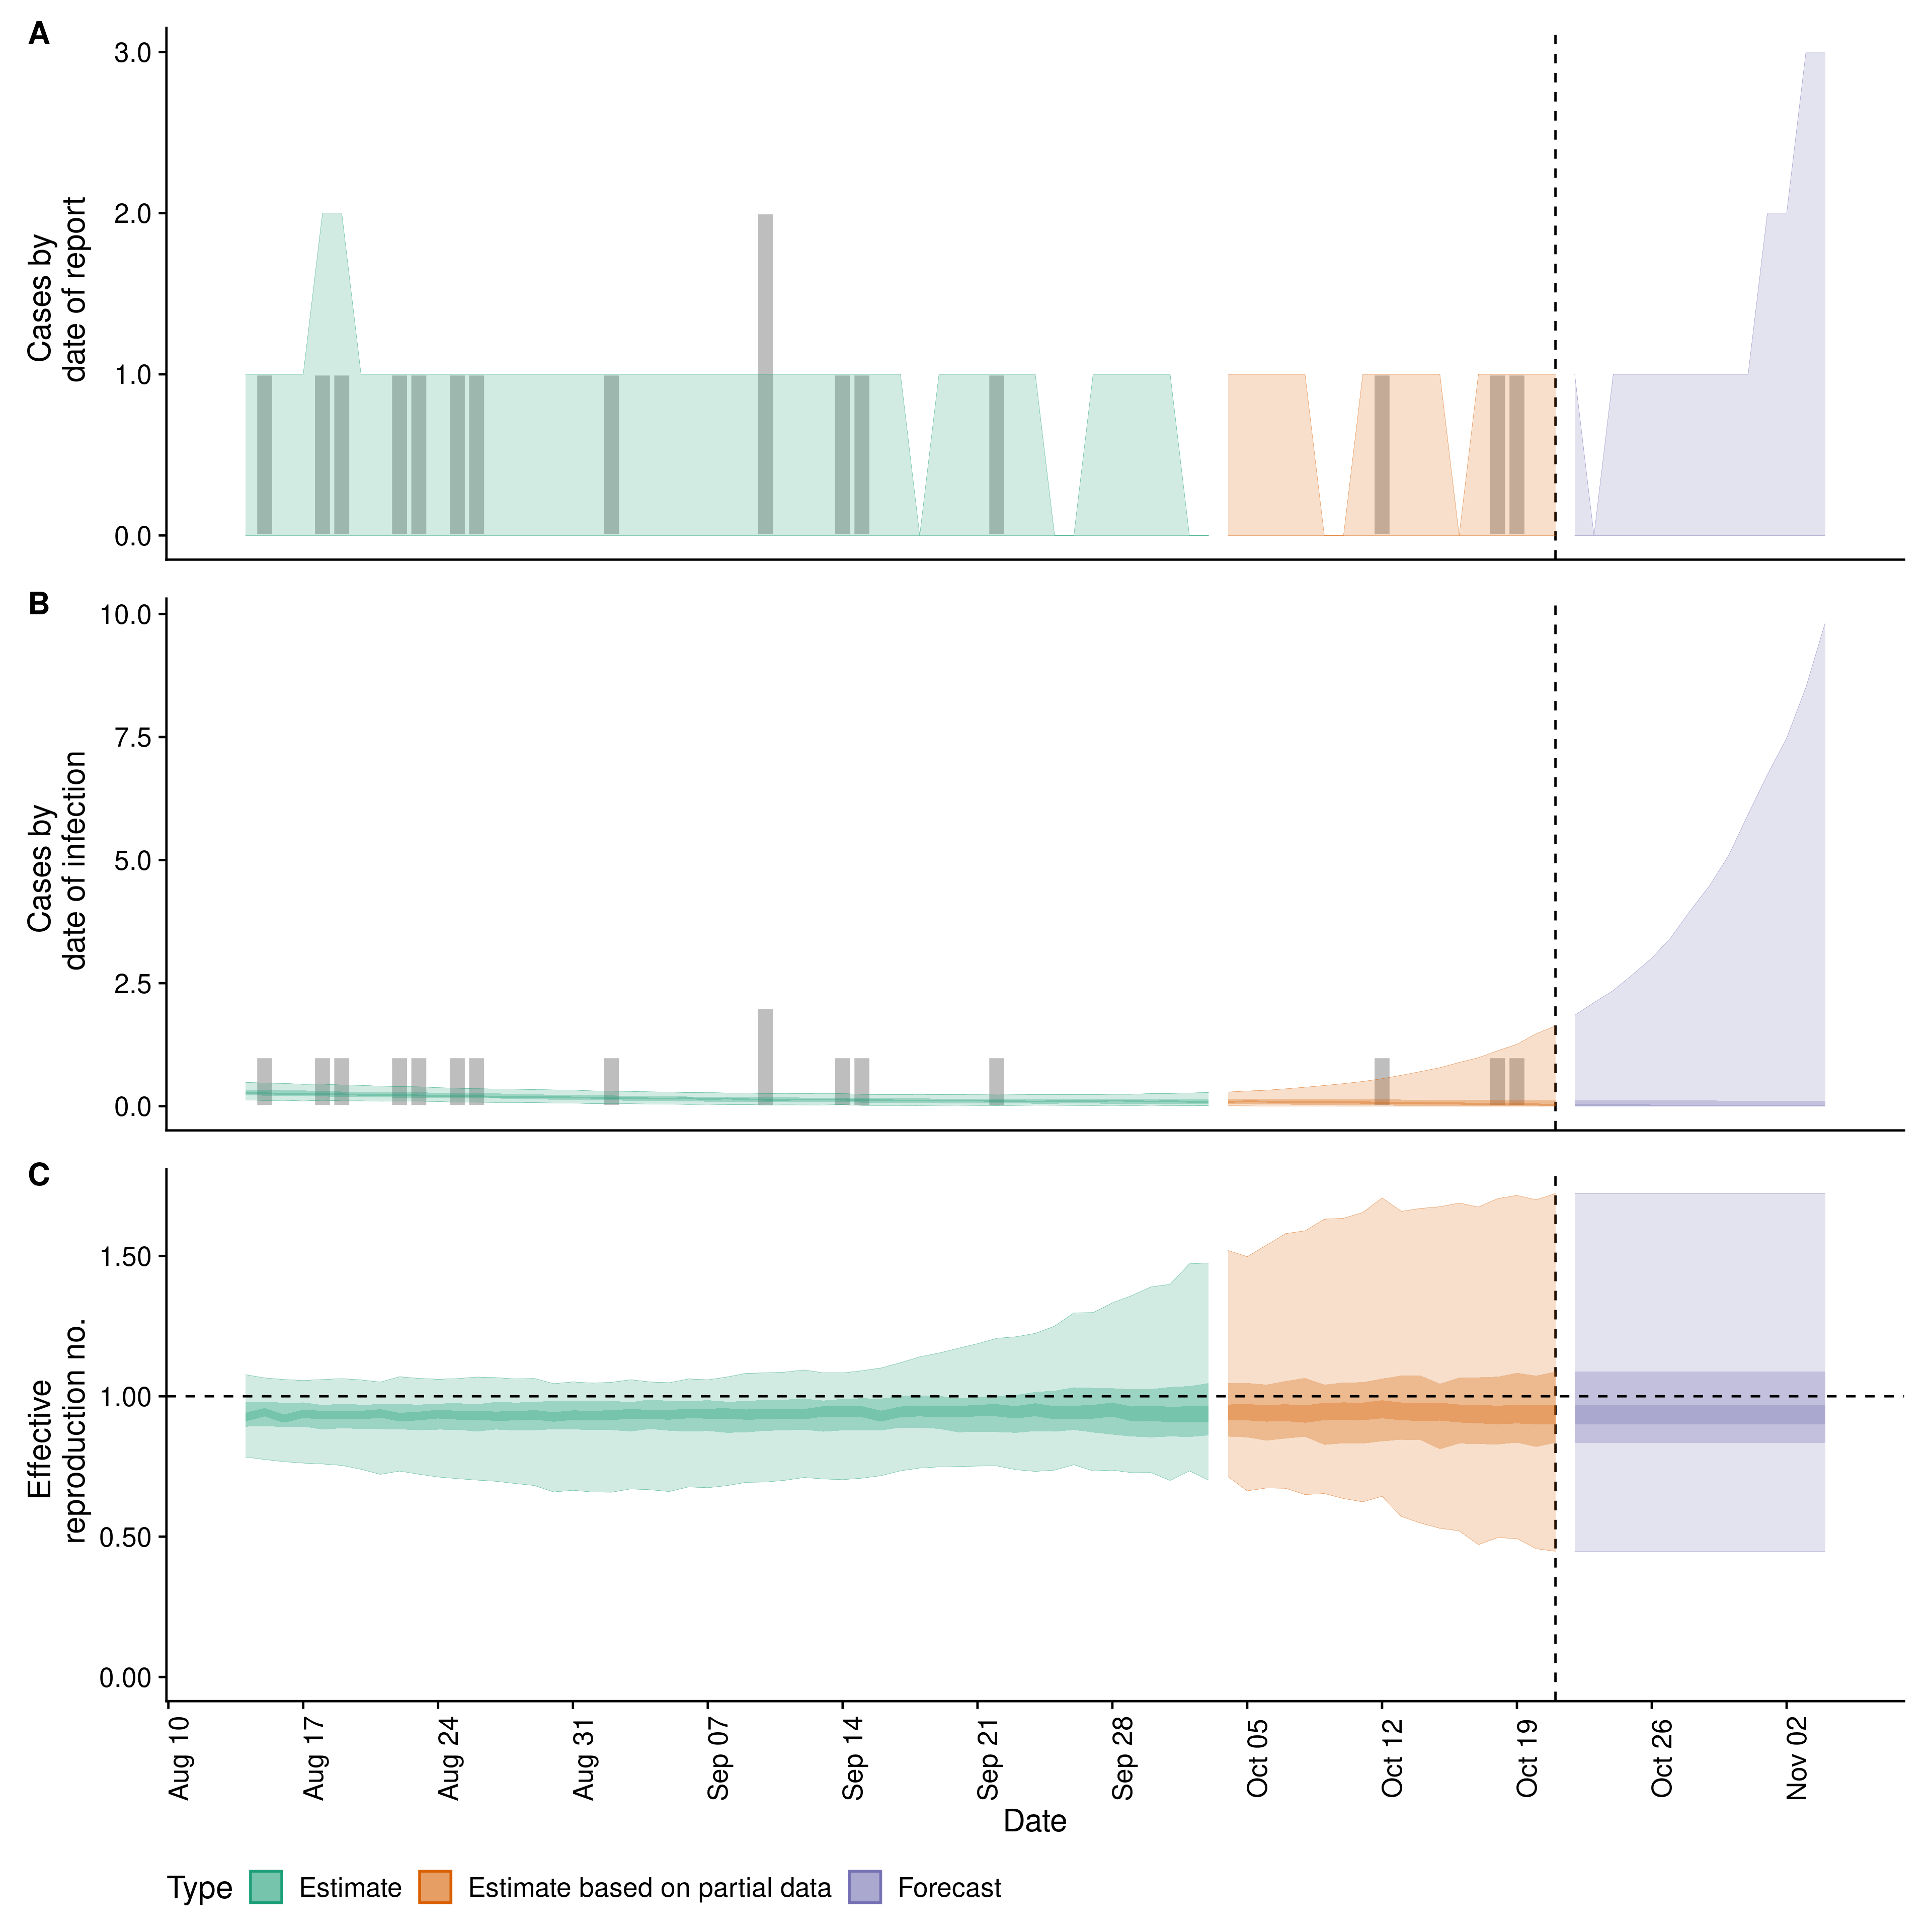 A
Cases by
date of report
3.0
2.0
1.0
0.0
B
Cases by
date of infection
10.0
7.5
5.0
2.5
0.0
C
Effective
reproduction no.
1.50
1.00
0.50
0.00
Aug 10
Aug 17
Aug 24
Aug 31
Sep 07
Sep 14
Sep 21
Sep 28
Oct 05
Oct 12
Oct 19
Oct 26
Nov 02
Date
Type Estimate Estimate based on partial data Forecast